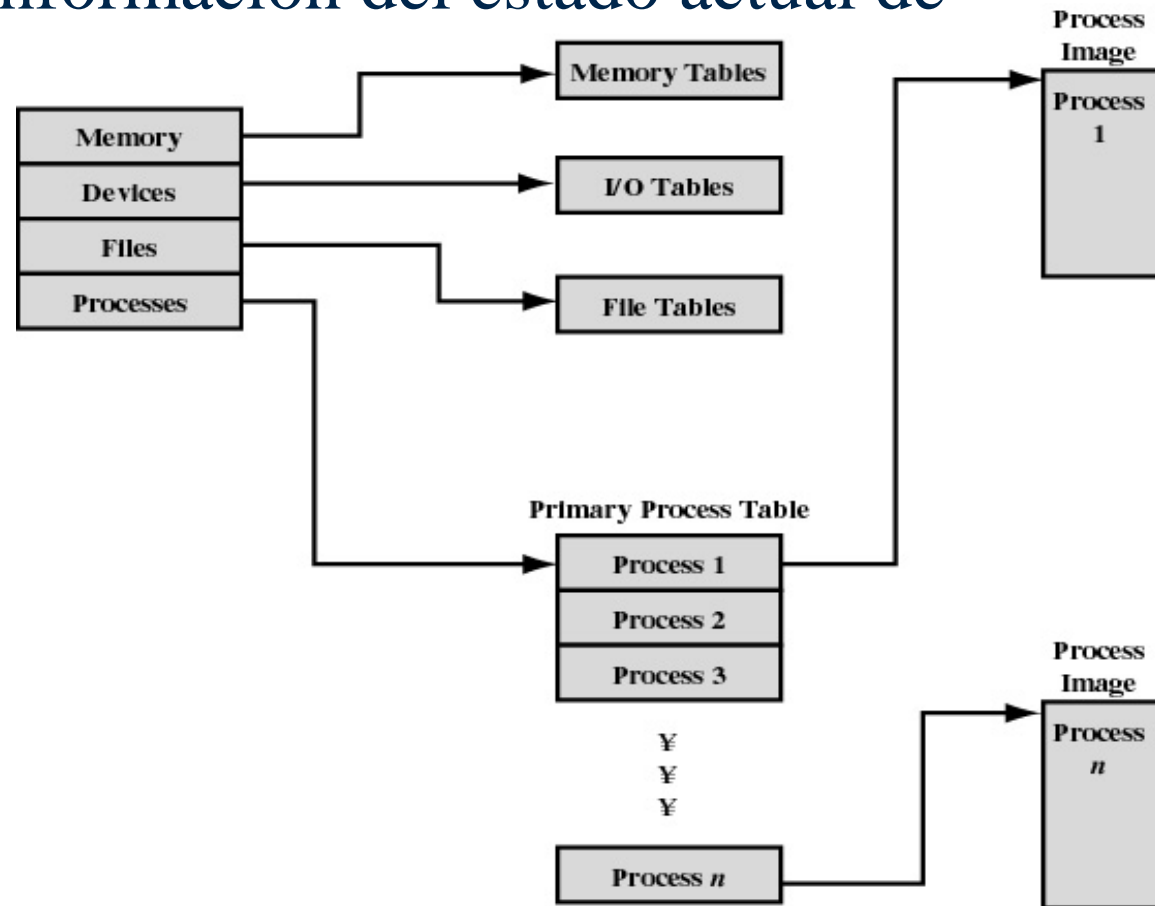 nformación del estado actual de
Memory
Devices
Files
Processes
Memory Tables
I/O Tables
File Tables
Primary Process Table
Process 1
Process 2
Process 3
¥
¥
¥
Process n
Process
Image
Process
1
Process
Image
Process
n